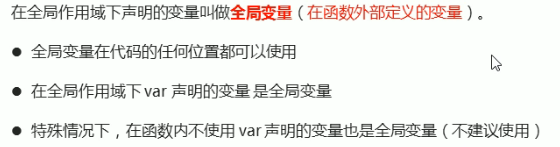 在全局作用域下声明的变量叫做全局变量（在函数外部定义的变量）。
● 全局变量在代码的任何位置都可以使用
● 在全局作用域下 var 声明的变量 是全局变量
● 特殊情况下，在函数内不使用 var 声明的变量也是全局变量（不建议使用）